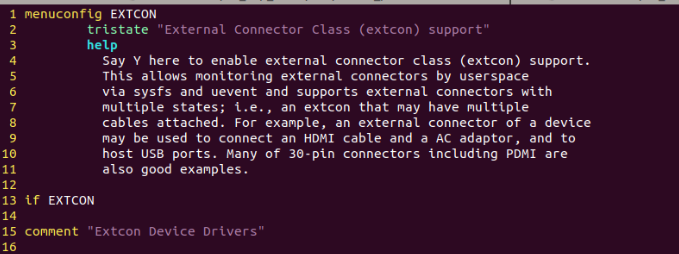 1 menuconfig EXTCON
2 tristate "External Connector Class (extcon) support"
3 help
4 Say Y here to enable external connector class (extcon) support.
5 This allows monitoring external connectors by userspace
6 via sysfs and uevent and supports external connectors with
7 multiple states; i.e., an extcon that may have multiple
8 cables attached. For example, an external connector of a device
9 may be used to connect an HDMI cable and a AC adaptor, and to
10 host USB ports. Many of 30-pin connectors including PDMI are
11 also good examples.
12
13 if EXTCON
14
15 comment "Extcon Device Drivers"
16